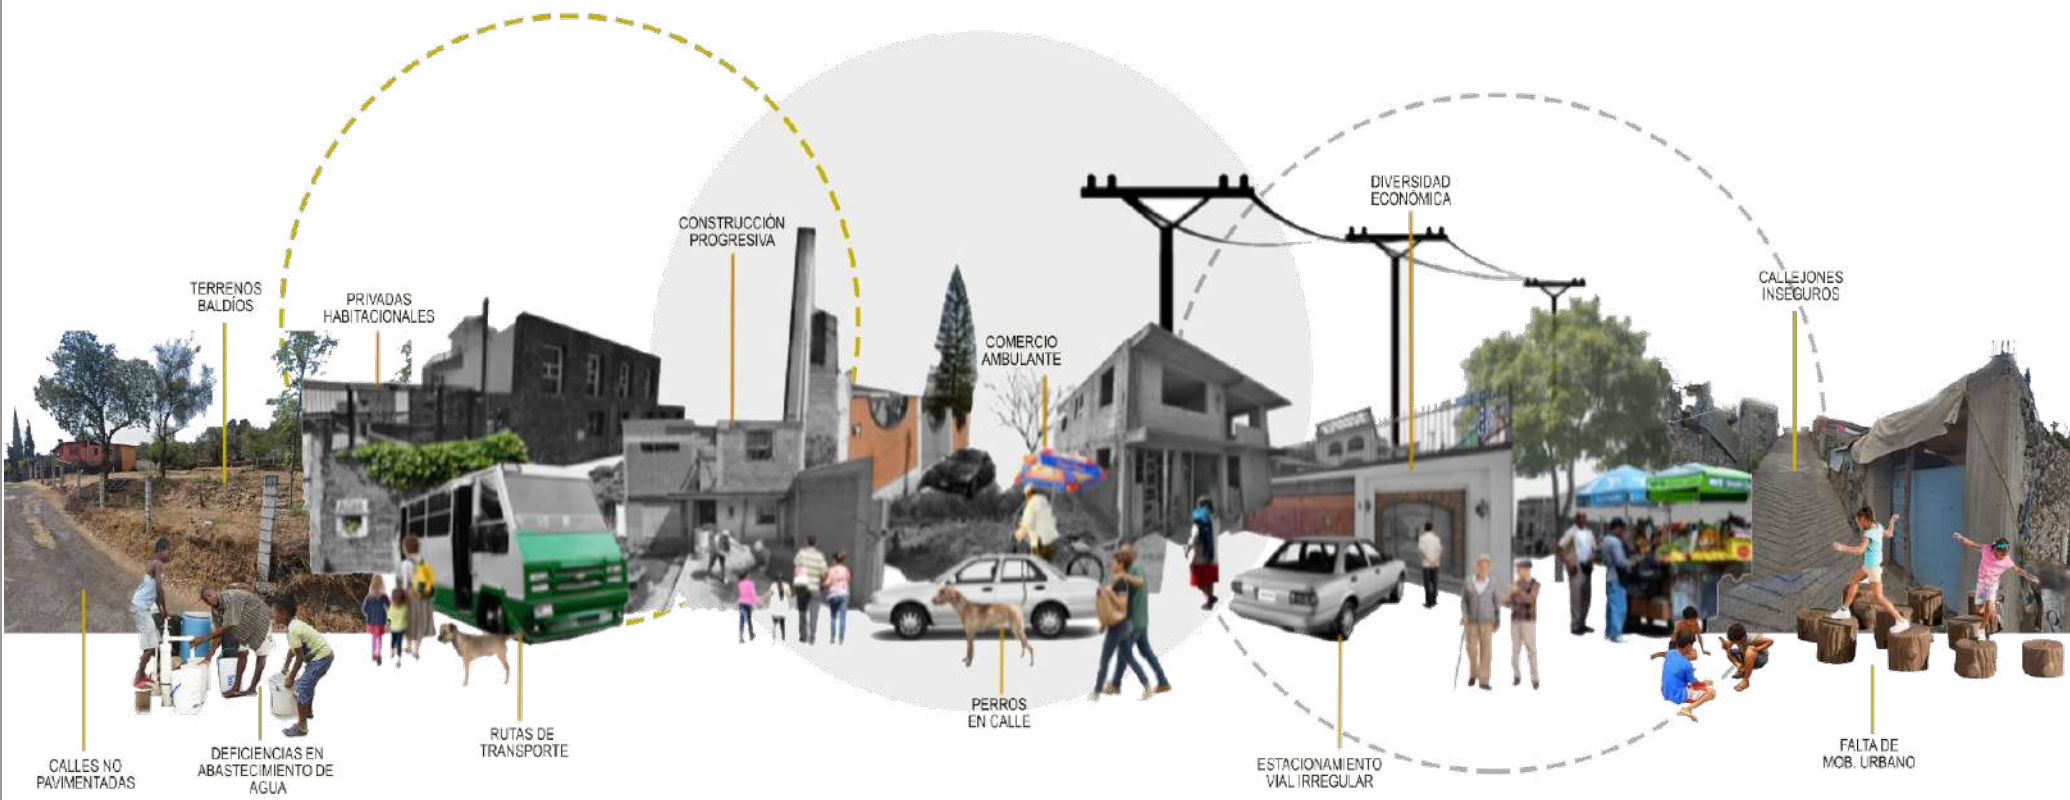 TERRENOS
BALDÍOS
PRIVADAS
HABITACIONALES
CONSTRUCCIÓN
PROGRESIVA
COMERCIO
AMBULANTE
DIVERSIDAD
ECONÓMICA
CALLEJONES
INSEGUROS
CALLES NO
PAVIMENTADAS
DEFICIENCIAS EN
ABASTECIMIENTO DE
AGUA
RUTAS DE
TRANSPORTE
PERROS
EN CALLE
ESTACIONAMIENTO
VIAL IRREGULAR
FALTA DE
MOB. URBANO